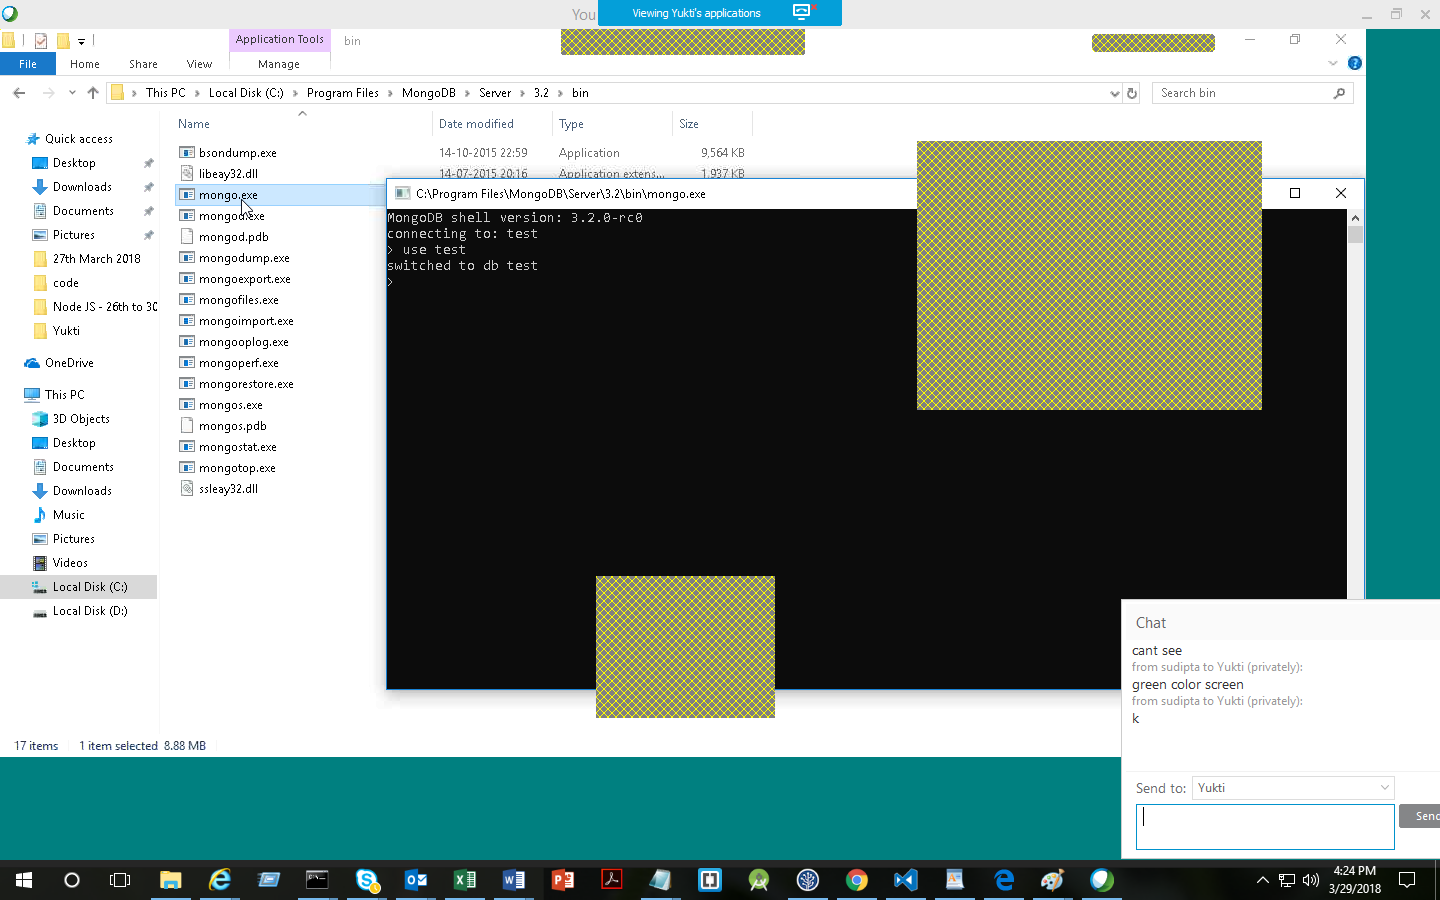 You
Viewing Yukti's applications
Application Tools
bin
File
Home
Share
View
Manage
This PC
Local Disk (C:)
Program Files
MongoDB
Server
3.2
bin
Search bin
Name
Date modified
Type
Size
Quick access
Desktop
Downloads
Documents
Pictures
27th March 2018
code
Node JS - 26th to 30
Yukti
OneDrive
This PC
3D Objects
Desktop
Documents
Downloads
Music
Pictures
Videos
Local Disk (C:)
Local Disk (D:)
bsondump.exe 14-10-2015 22:59 Application 9,564 KB
libeay32.dll 14-07-2015 20:16 Application extens... 1,937 KB
mongo.exe
mongod.exe
mongod.pdb
mongodump.exe
mongoexport.exe
mongofiles.exe
mongoimport.exe
mongooplog.exe
mongoperf.exe
mongorestore.exe
mongos.exe
mongos.pdb
mongostat.exe
mongotop.exe
ssleay32.dll
C:\Program Files\MongoDB\Server\3.2\bin\mongo.exe
MongoDB shell version: 3.2.0-rc0
connecting to: test
> use test
switched to db test
>
17 items 1 item selected 8.88 MB
Chat
cant see
from sudipta to Yukti (privately):
green color screen
from sudipta to Yukti (privately):
k
Send to: Yukti
Send
4:24 PM
3/29/2018